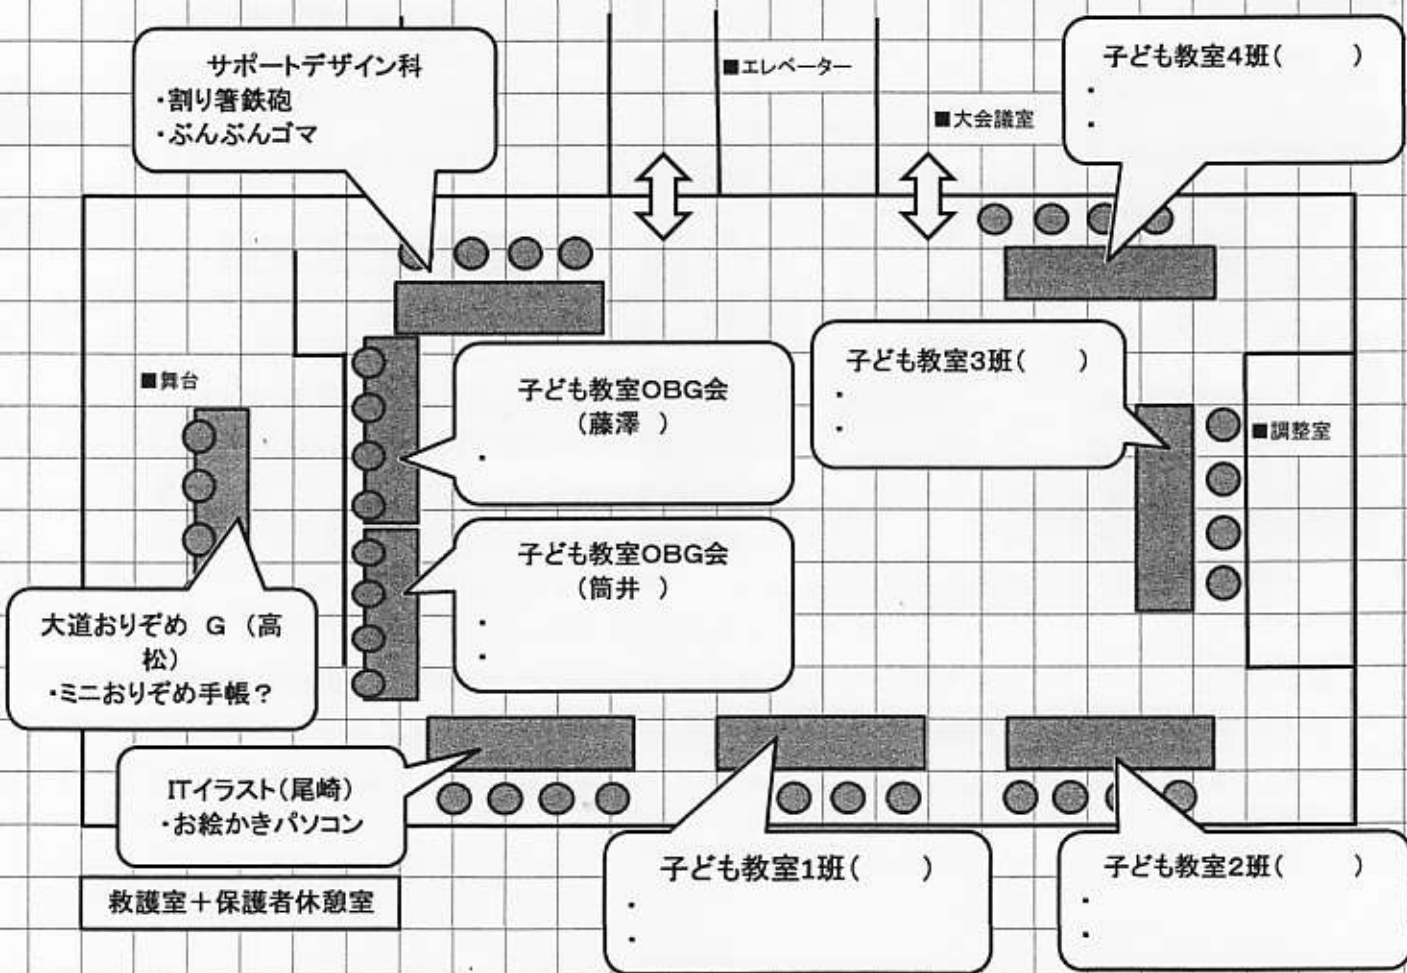 サポートデザイン科
・割り箸鉄砲
・ぶんぶんゴマ
■エレベーター
■大会議室
子ども教室4班(　　　)
・
・
■舞台
子ども教室OBG会
(藤澤　)
・
子ども教室3班(　　　)
・
・
■調整室
子ども教室OBG会
(筒井　)
・
・
大道おりぞめ　G　(高
松)
・ミニおりぞめ手帳?
ITイラスト(尾崎)
・お絵かきパソコン
救護室+保護者休憩室
子ども教室1班(　　　)
・
・
子ども教室2班(　　　)
・
・